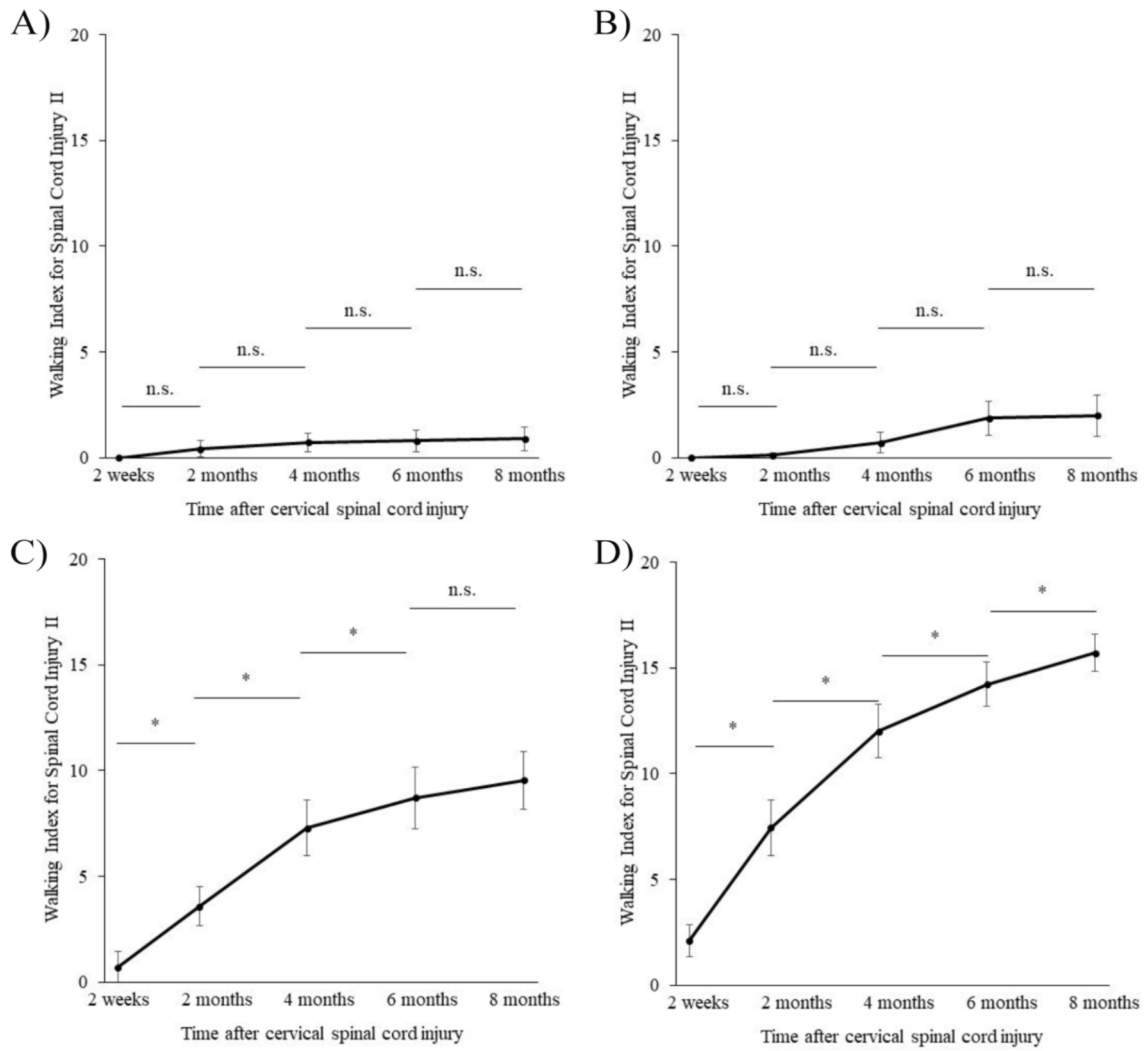 A)
Walking Index for Spinal Cord Injury II
20
15
10
5
0
n.s.
n.s.
n.s.
n.s.
2 weeks 2 months 4 months 6 months 8 months
Time after cervical spinal cord injury
B)
Walking Index for Spinal Cord Injury II
20
15
10
5
0
n.s.
n.s.
n.s.
n.s.
2 weeks 2 months 4 months 6 months 8 months
Time after cervical spinal cord injury
C)
Walking Index for Spinal Cord Injury II
20
15
10
5
0
*
*
*
n.s.
2 weeks 2 months 4 months 6 months 8 months
Time after cervical spinal cord injury
D)
Walking Index for Spinal Cord Injury II
20
15
10
5
0
*
*
*
*
2 weeks 2 months 4 months 6 months 8 months
Time after cervical spinal cord injury